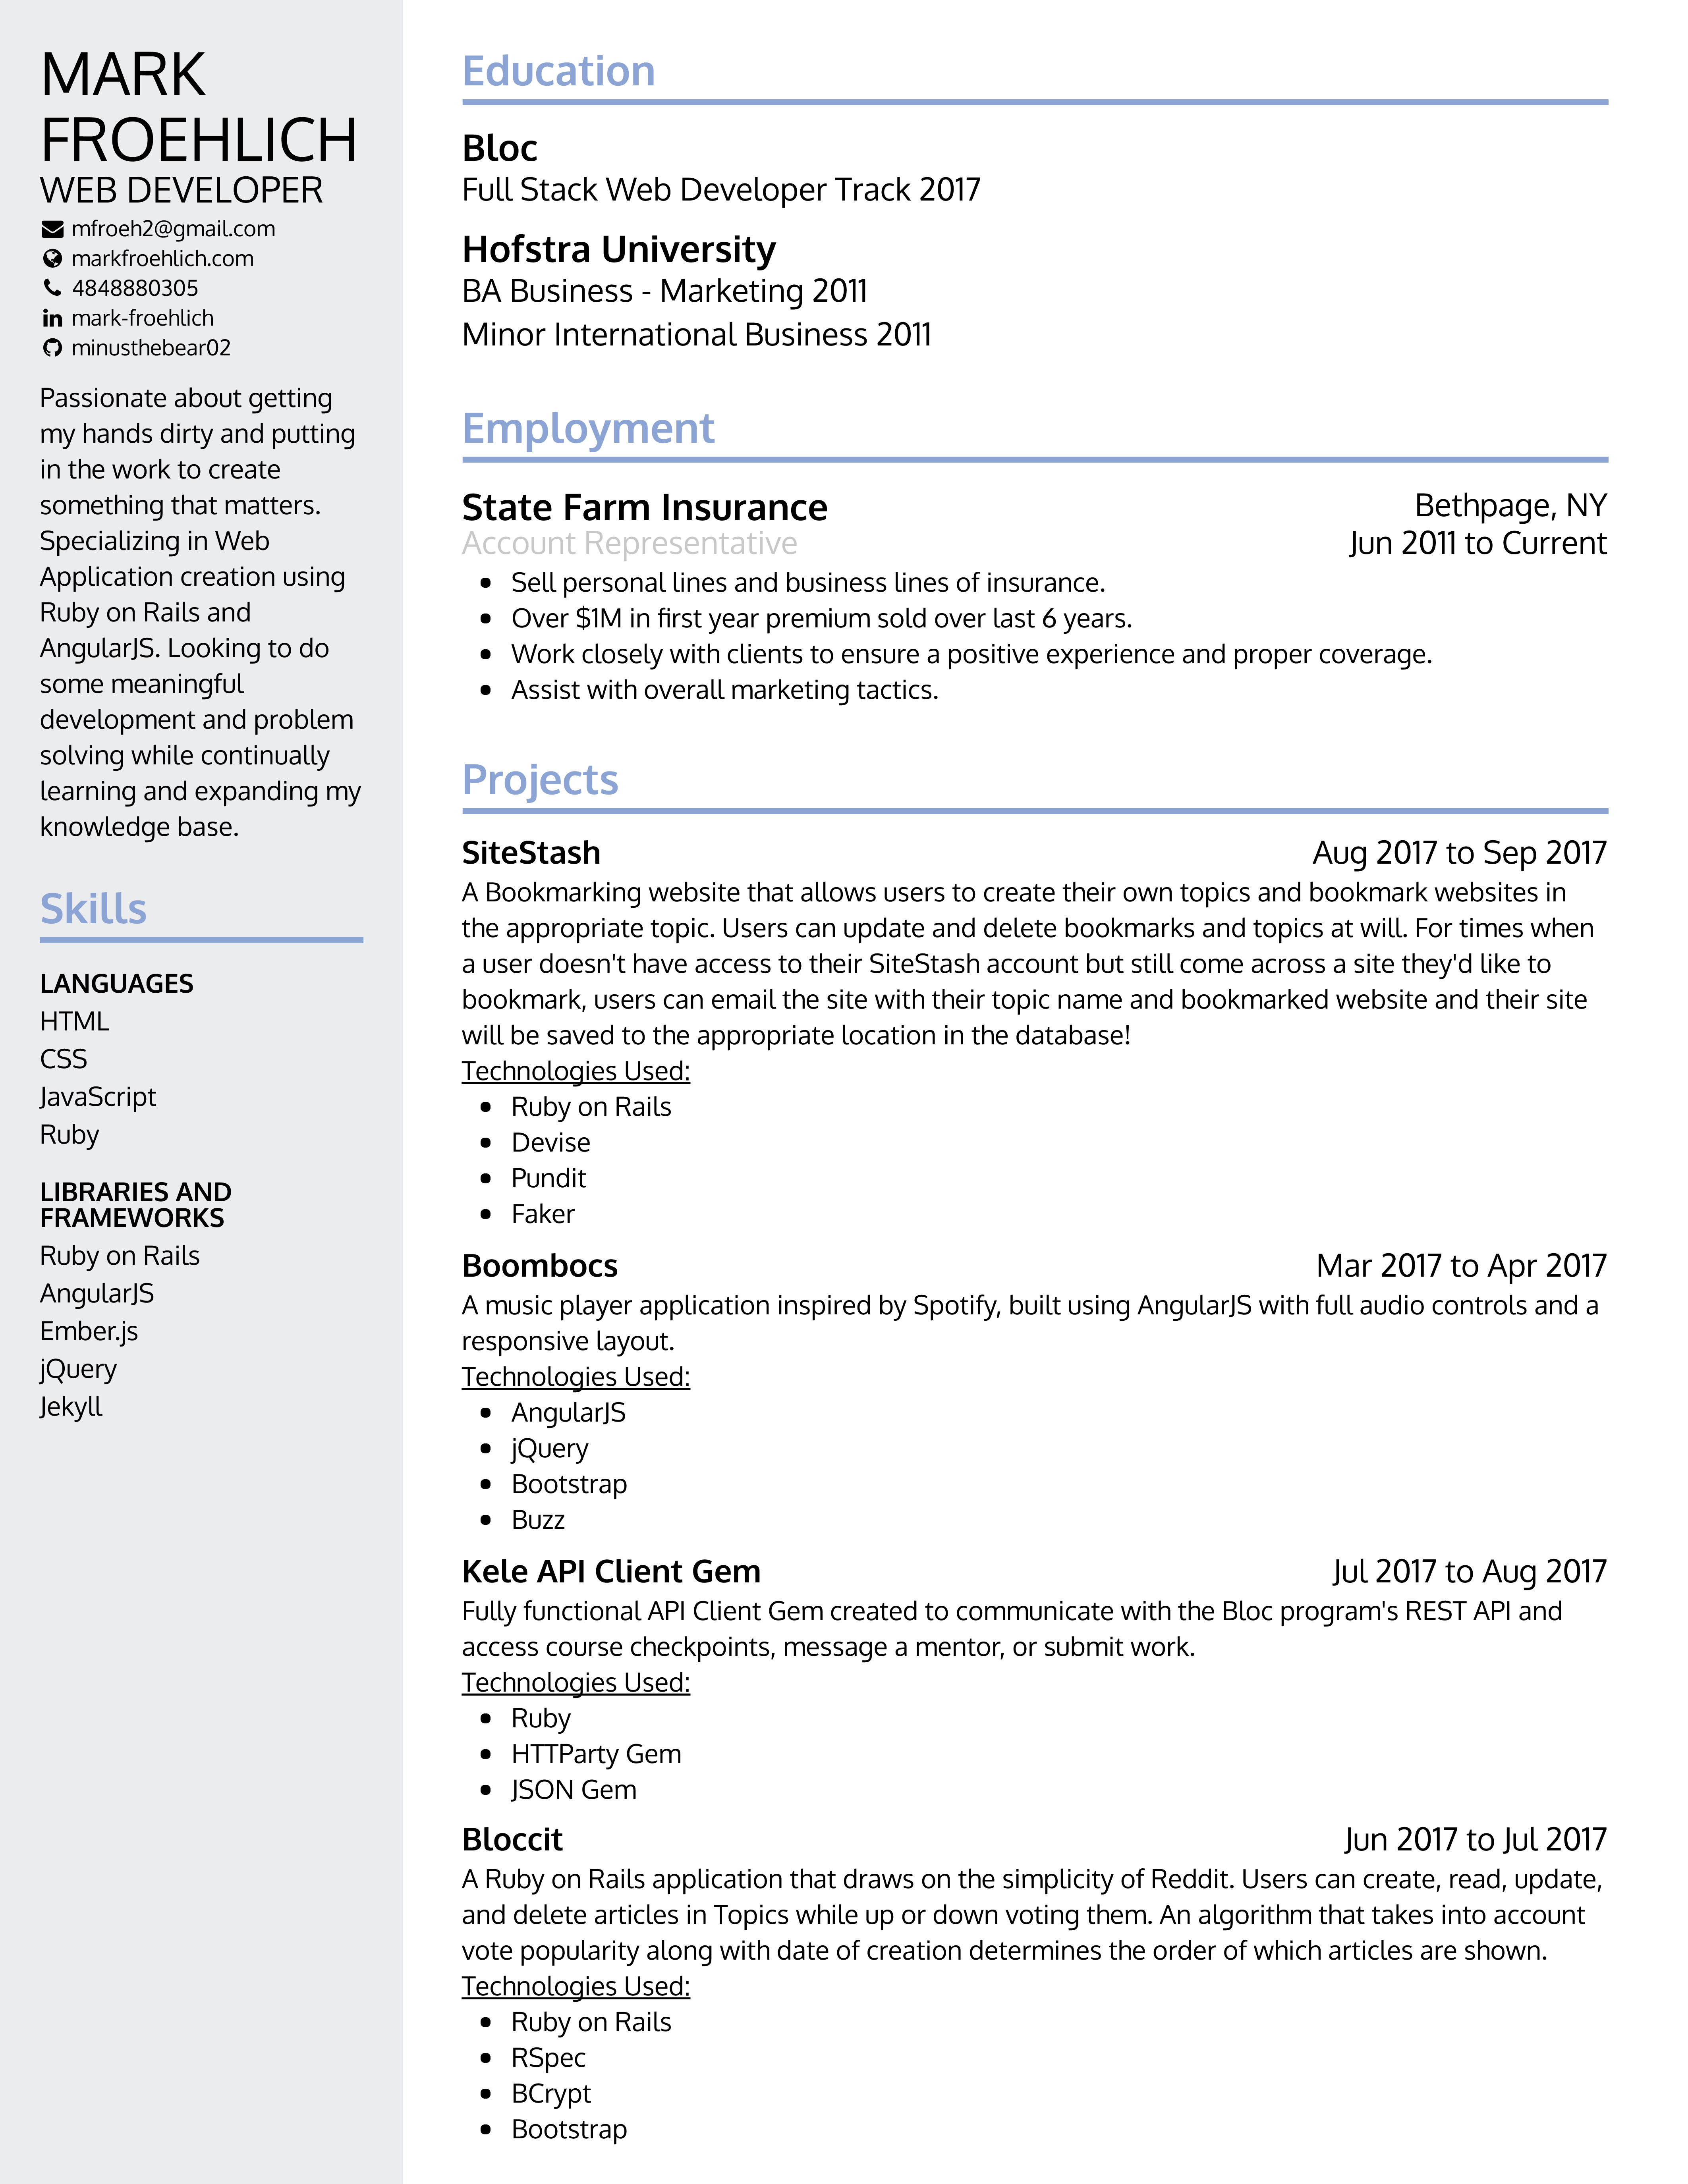 MARK
FROEHLICH
WEB DEVELOPER
mfroeh2@gmail.com
markfroehlich.com
4848880305
mark-froehlich
minusthebear02
Passionate about getting
my hands dirty and putting
in the work to create
something that matters.
Specializing in Web
Application creation using
Ruby on Rails and
AngularJS. Looking to do
some meaningful
development and problem
solving while continually
learning and expanding my
knowledge base.
Skills
LANGUAGES
HTML
CSS
JavaScript
Ruby
LIBRARIES AND
FRAMEWORKS
Ruby on Rails
AngularJS
Ember.js
jQuery
Jekyll
Education
Bloc
Full Stack Web Developer Track 2017
Hofstra University
BA Business - Marketing 2011
Minor International Business 2011
Employment
State Farm Insurance Bethpage, NY
Account Representative Jun 2011 to Current
• Sell personal lines and business lines of insurance.
• Over $1M in first year premium sold over last 6 years.
• Work closely with clients to ensure a positive experience and proper coverage.
• Assist with overall marketing tactics.
Projects
SiteStash Aug 2017 to Sep 2017
A Bookmarking website that allows users to create their own topics and bookmark websites in
the appropriate topic. Users can update and delete bookmarks and topics at will. For times when
a user doesn't have access to their SiteStash account but still come across a site they'd like to
bookmark, users can email the site with their topic name and bookmarked website and their site
will be saved to the appropriate location in the database!
Technologies Used:
• Ruby on Rails
• Devise
• Pundit
• Faker
Boombocs Mar 2017 to Apr 2017
A music player application inspired by Spotify, built using AngularJS with full audio controls and a
responsive layout.
Technologies Used:
• AngularJS
• jQuery
• Bootstrap
• Buzz
Kele API Client Gem Jul 2017 to Aug 2017
Fully functional API Client Gem created to communicate with the Bloc program's REST API and
access course checkpoints, message a mentor, or submit work.
Technologies Used:
• Ruby
• HTTParty Gem
• JSON Gem
Bloccit Jun 2017 to Jul 2017
A Ruby on Rails application that draws on the simplicity of Reddit. Users can create, read, update,
and delete articles in Topics while up or down voting them. An algorithm that takes into account
vote popularity along with date of creation determines the order of which articles are shown.
Technologies Used:
• Ruby on Rails
• RSpec
• BCrypt
• Bootstrap